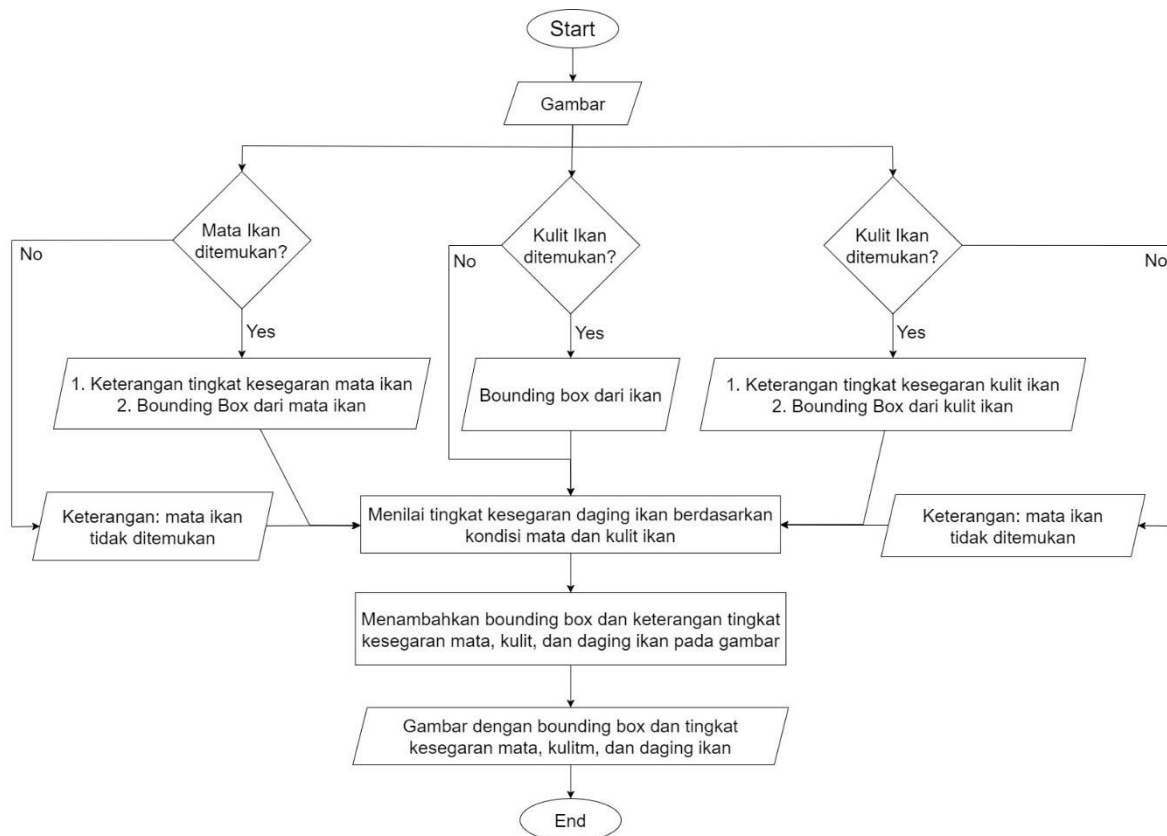 Start
Gambar
Mata Ikan
ditemukan?
Kulit Ikan
ditemukan?
Kulit Ikan
ditemukan?
No
No
No
Yes
Yes
Yes
1. Keterangan tingkat kesegaran mata ikan
2. Bounding Box dari mata ikan
Bounding box dari ikan
1. Keterangan tingkat kesegaran kulit ikan
2. Bounding Box dari kulit ikan
Keterangan: mata ikan
tidak ditemukan
Menilai tingkat kesegaran daging ikan berdasarkan
kondisi mata dan kulit ikan
Keterangan: mata ikan
tidak ditemukan
Menambahkan bounding box dan keterangan tingkat
kesegaran mata, kulit, dan daging ikan pada gambar
Gambar dengan bounding box dan tingkat
kesegaran mata, kulitm, dan daging ikan
End